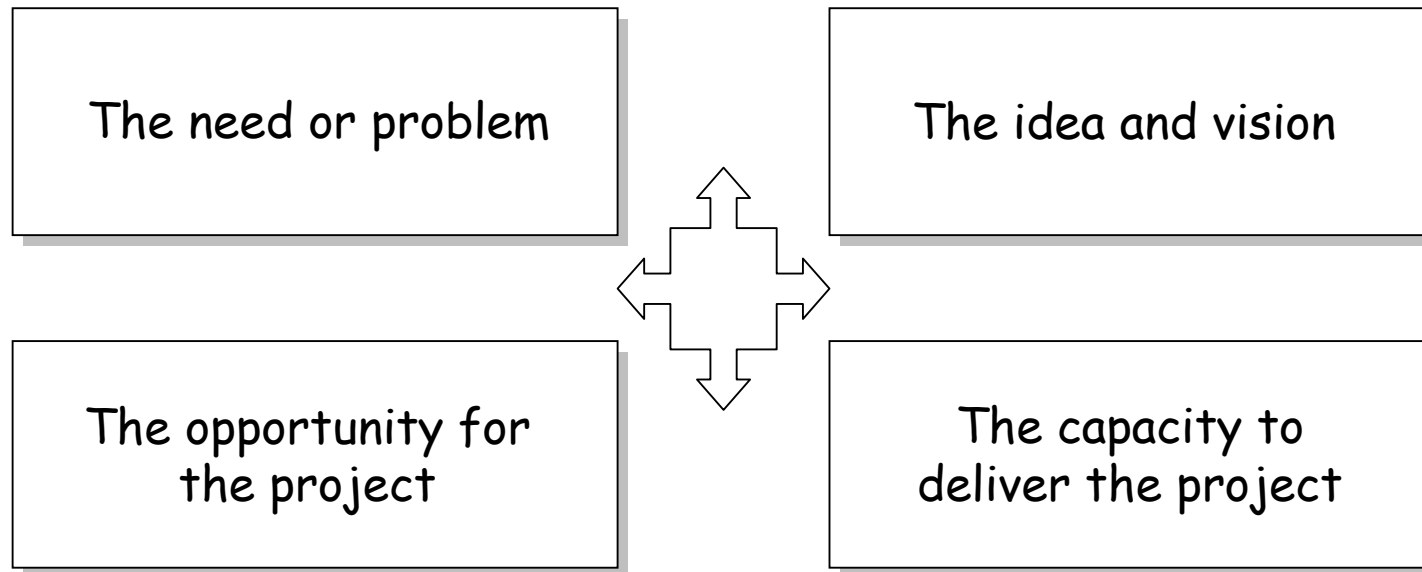 The need or problem
The idea and vision
The opportunity for
the project
The capacity to
deliver the project